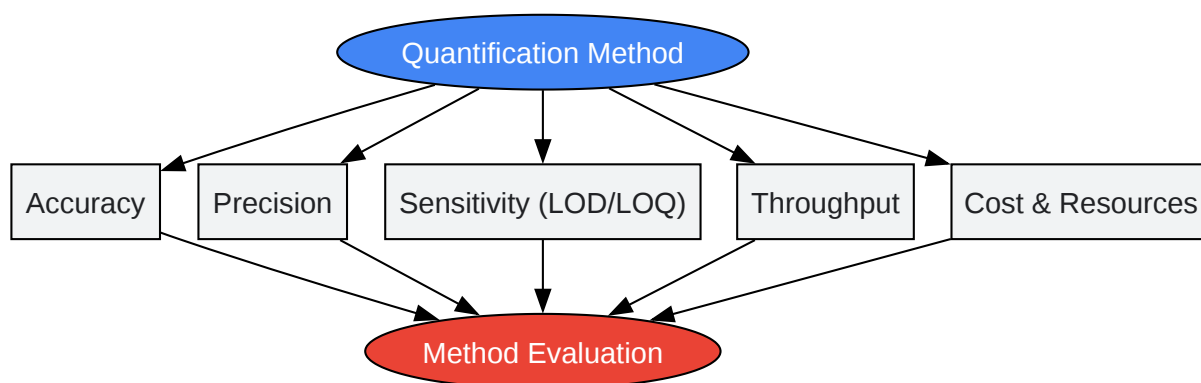 Quantification Method
Accuracy
Precision
Sensitivity (LOD/LOQ)
Throughput
Cost & Resources
Method Evaluation